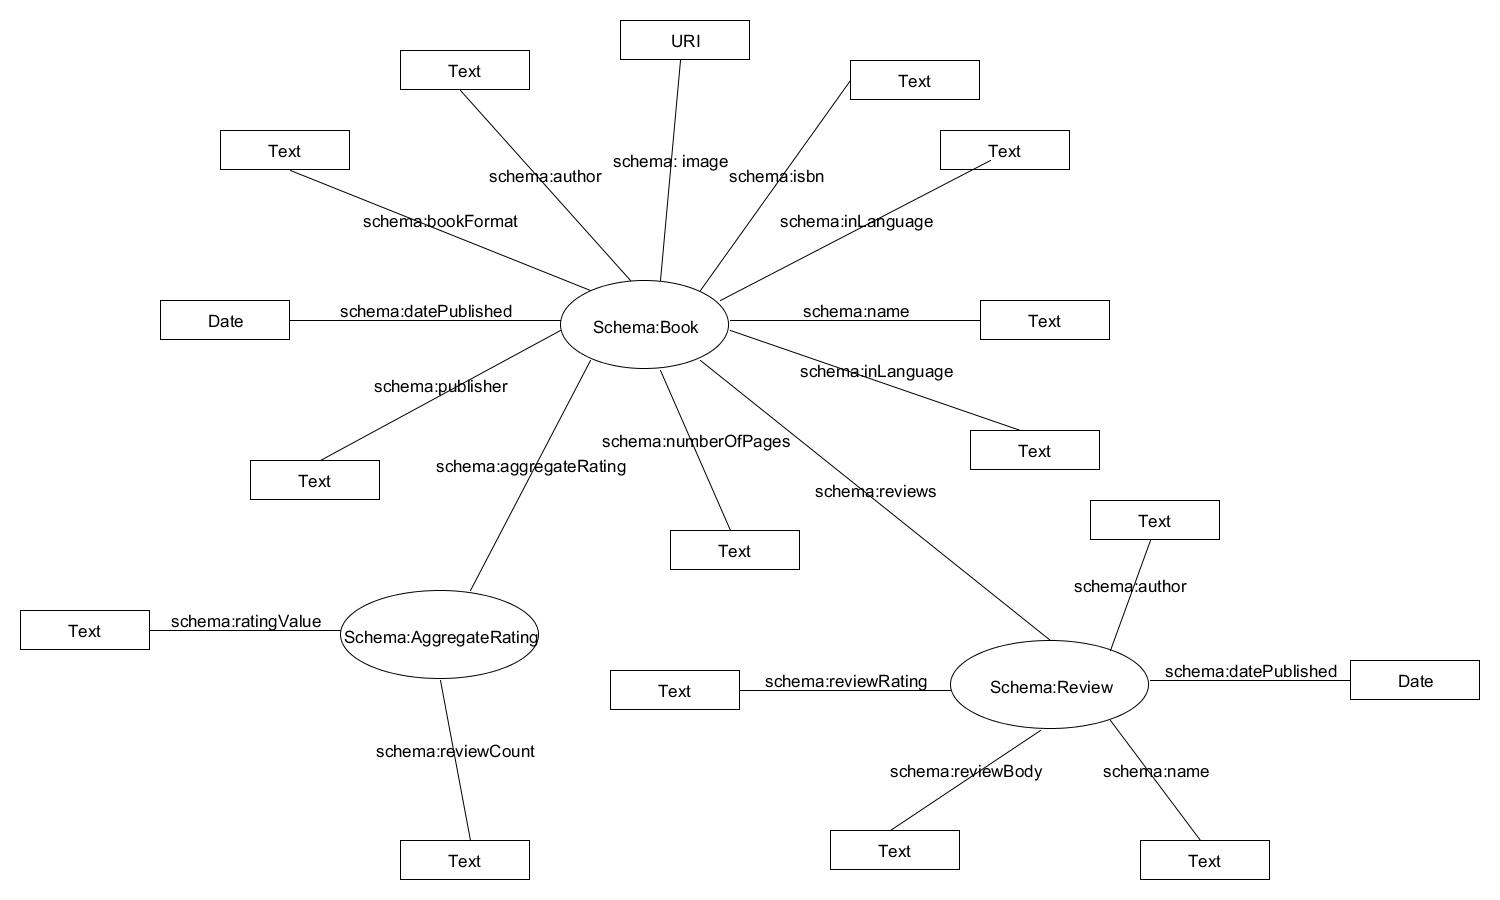 URI
Text
Text
Text
Text
schema: image
schema:author
schema:isbn
schema:bookFormat
schema:inLanguage
schema:datePublished
schema:name
Date
Schema:Book
Text
schema:inLanguage
schema:publisher
schema:numberOfPages
Text
schema:aggregateRating
Text
schema:reviews
Text
Text
schema:author
schema:ratingValue
Text
Schema:AggregateRating
schema:datePublished
schema:reviewRating
Text
Schema:Review
Date
schema:reviewCount
schema:reviewBody
schema:name
Text
Text
Text